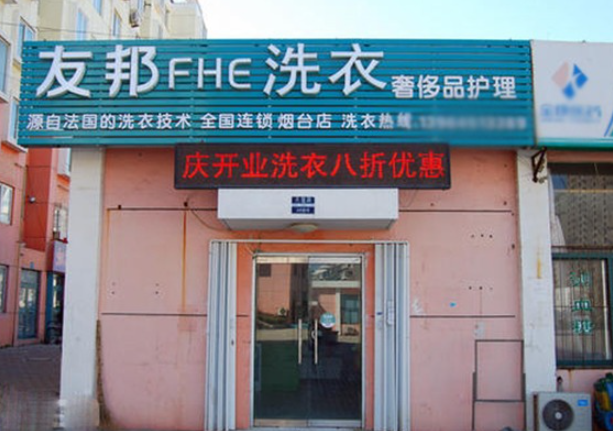 友邦FHE洗衣奢侈品护理
源自法国的洗衣技术 全国连锁 烟台店 洗衣热线
庆开业洗衣八折优惠